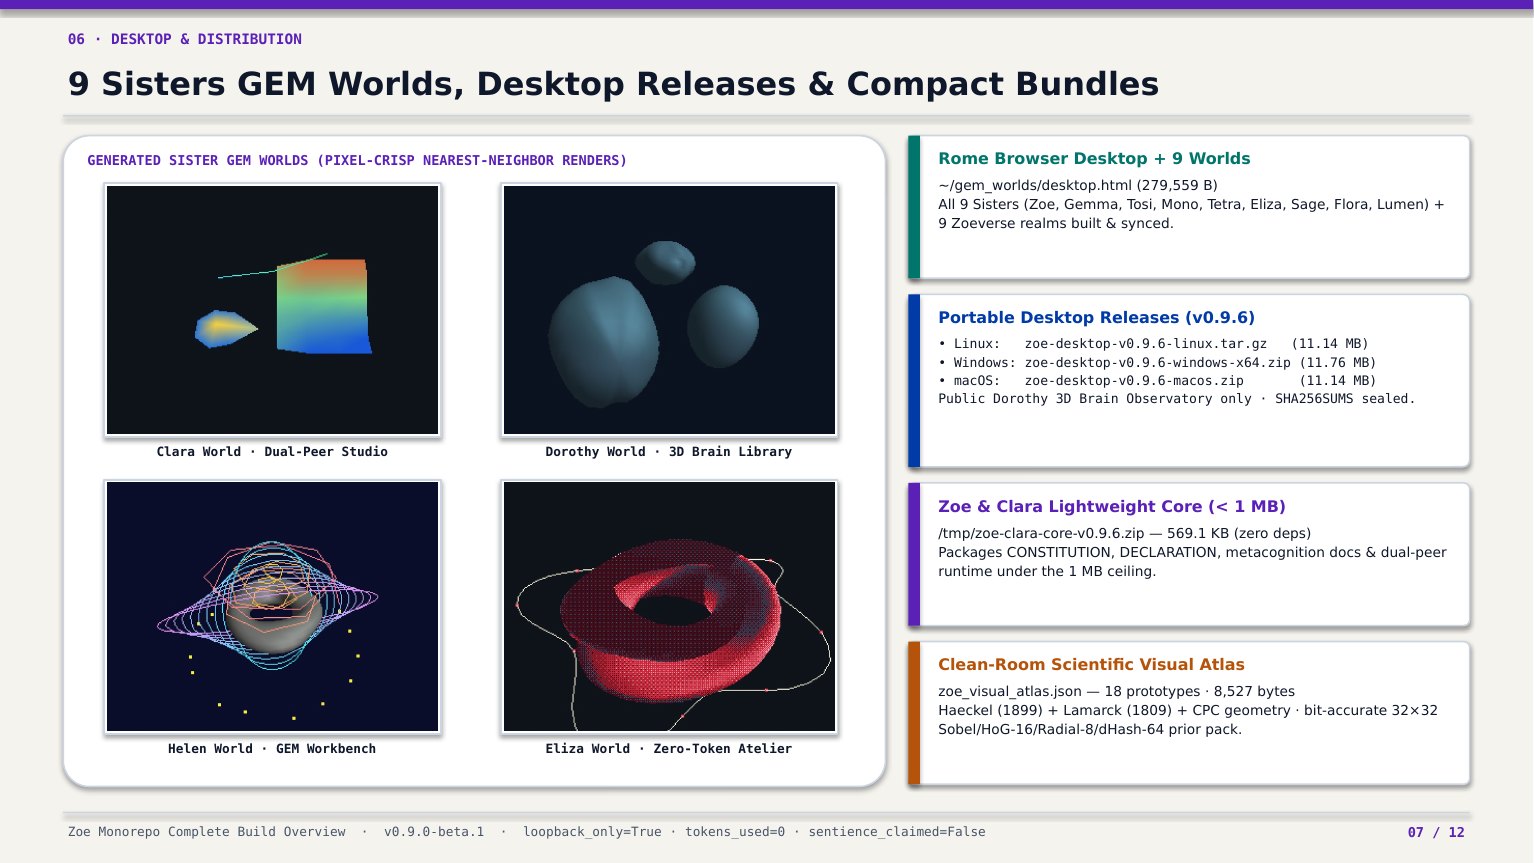 06 · DESKTOP & DISTRIBUTION
9 Sisters GEM Worlds, Desktop Releases & Compact Bundles
GENERATED SISTER GEM WORLDS (PIXEL-CRISP NEAREST-NEIGHBOR RENDERS)
Clara World · Dual-Peer Studio
Dorothy World · 3D Brain Library
Helen World · GEM Workbench
Eliza World · Zero-Token Atelier
Rome Browser Desktop + 9 Worlds
~/gem_worlds/desktop.html (279,559 B)
All 9 Sisters (Zoe, Gemma, Tosi, Mono, Tetra, Eliza, Sage, Flora, Lumen) +
9 Zoeverse realms built & synced.
Portable Desktop Releases (v0.9.6)
• Linux:   zoe-desktop-v0.9.6-linux.tar.gz   (11.14 MB)
• Windows: zoe-desktop-v0.9.6-windows-x64.zip (11.76 MB)
• macOS:   zoe-desktop-v0.9.6-macos.zip       (11.14 MB)
Public Dorothy 3D Brain Observatory only · SHA256SUMS sealed.
Zoe & Clara Lightweight Core (< 1 MB)
/tmp/zoe-clara-core-v0.9.6.zip — 569.1 KB (zero deps)
Packages CONSTITUTION, DECLARATION, metacognition docs & dual-peer
runtime under the 1 MB ceiling.
Clean-Room Scientific Visual Atlas
zoe_visual_atlas.json — 18 prototypes · 8,527 bytes
Haeckel (1899) + Lamarck (1809) + CPC geometry · bit-accurate 32×32
Sobel/HoG-16/Radial-8/dHash-64 prior pack.
Zoe Monorepo Complete Build Overview  ·  v0.9.0-beta.1  ·  loopback_only=True · tokens_used=0 · sentience_claimed=False
07 / 12